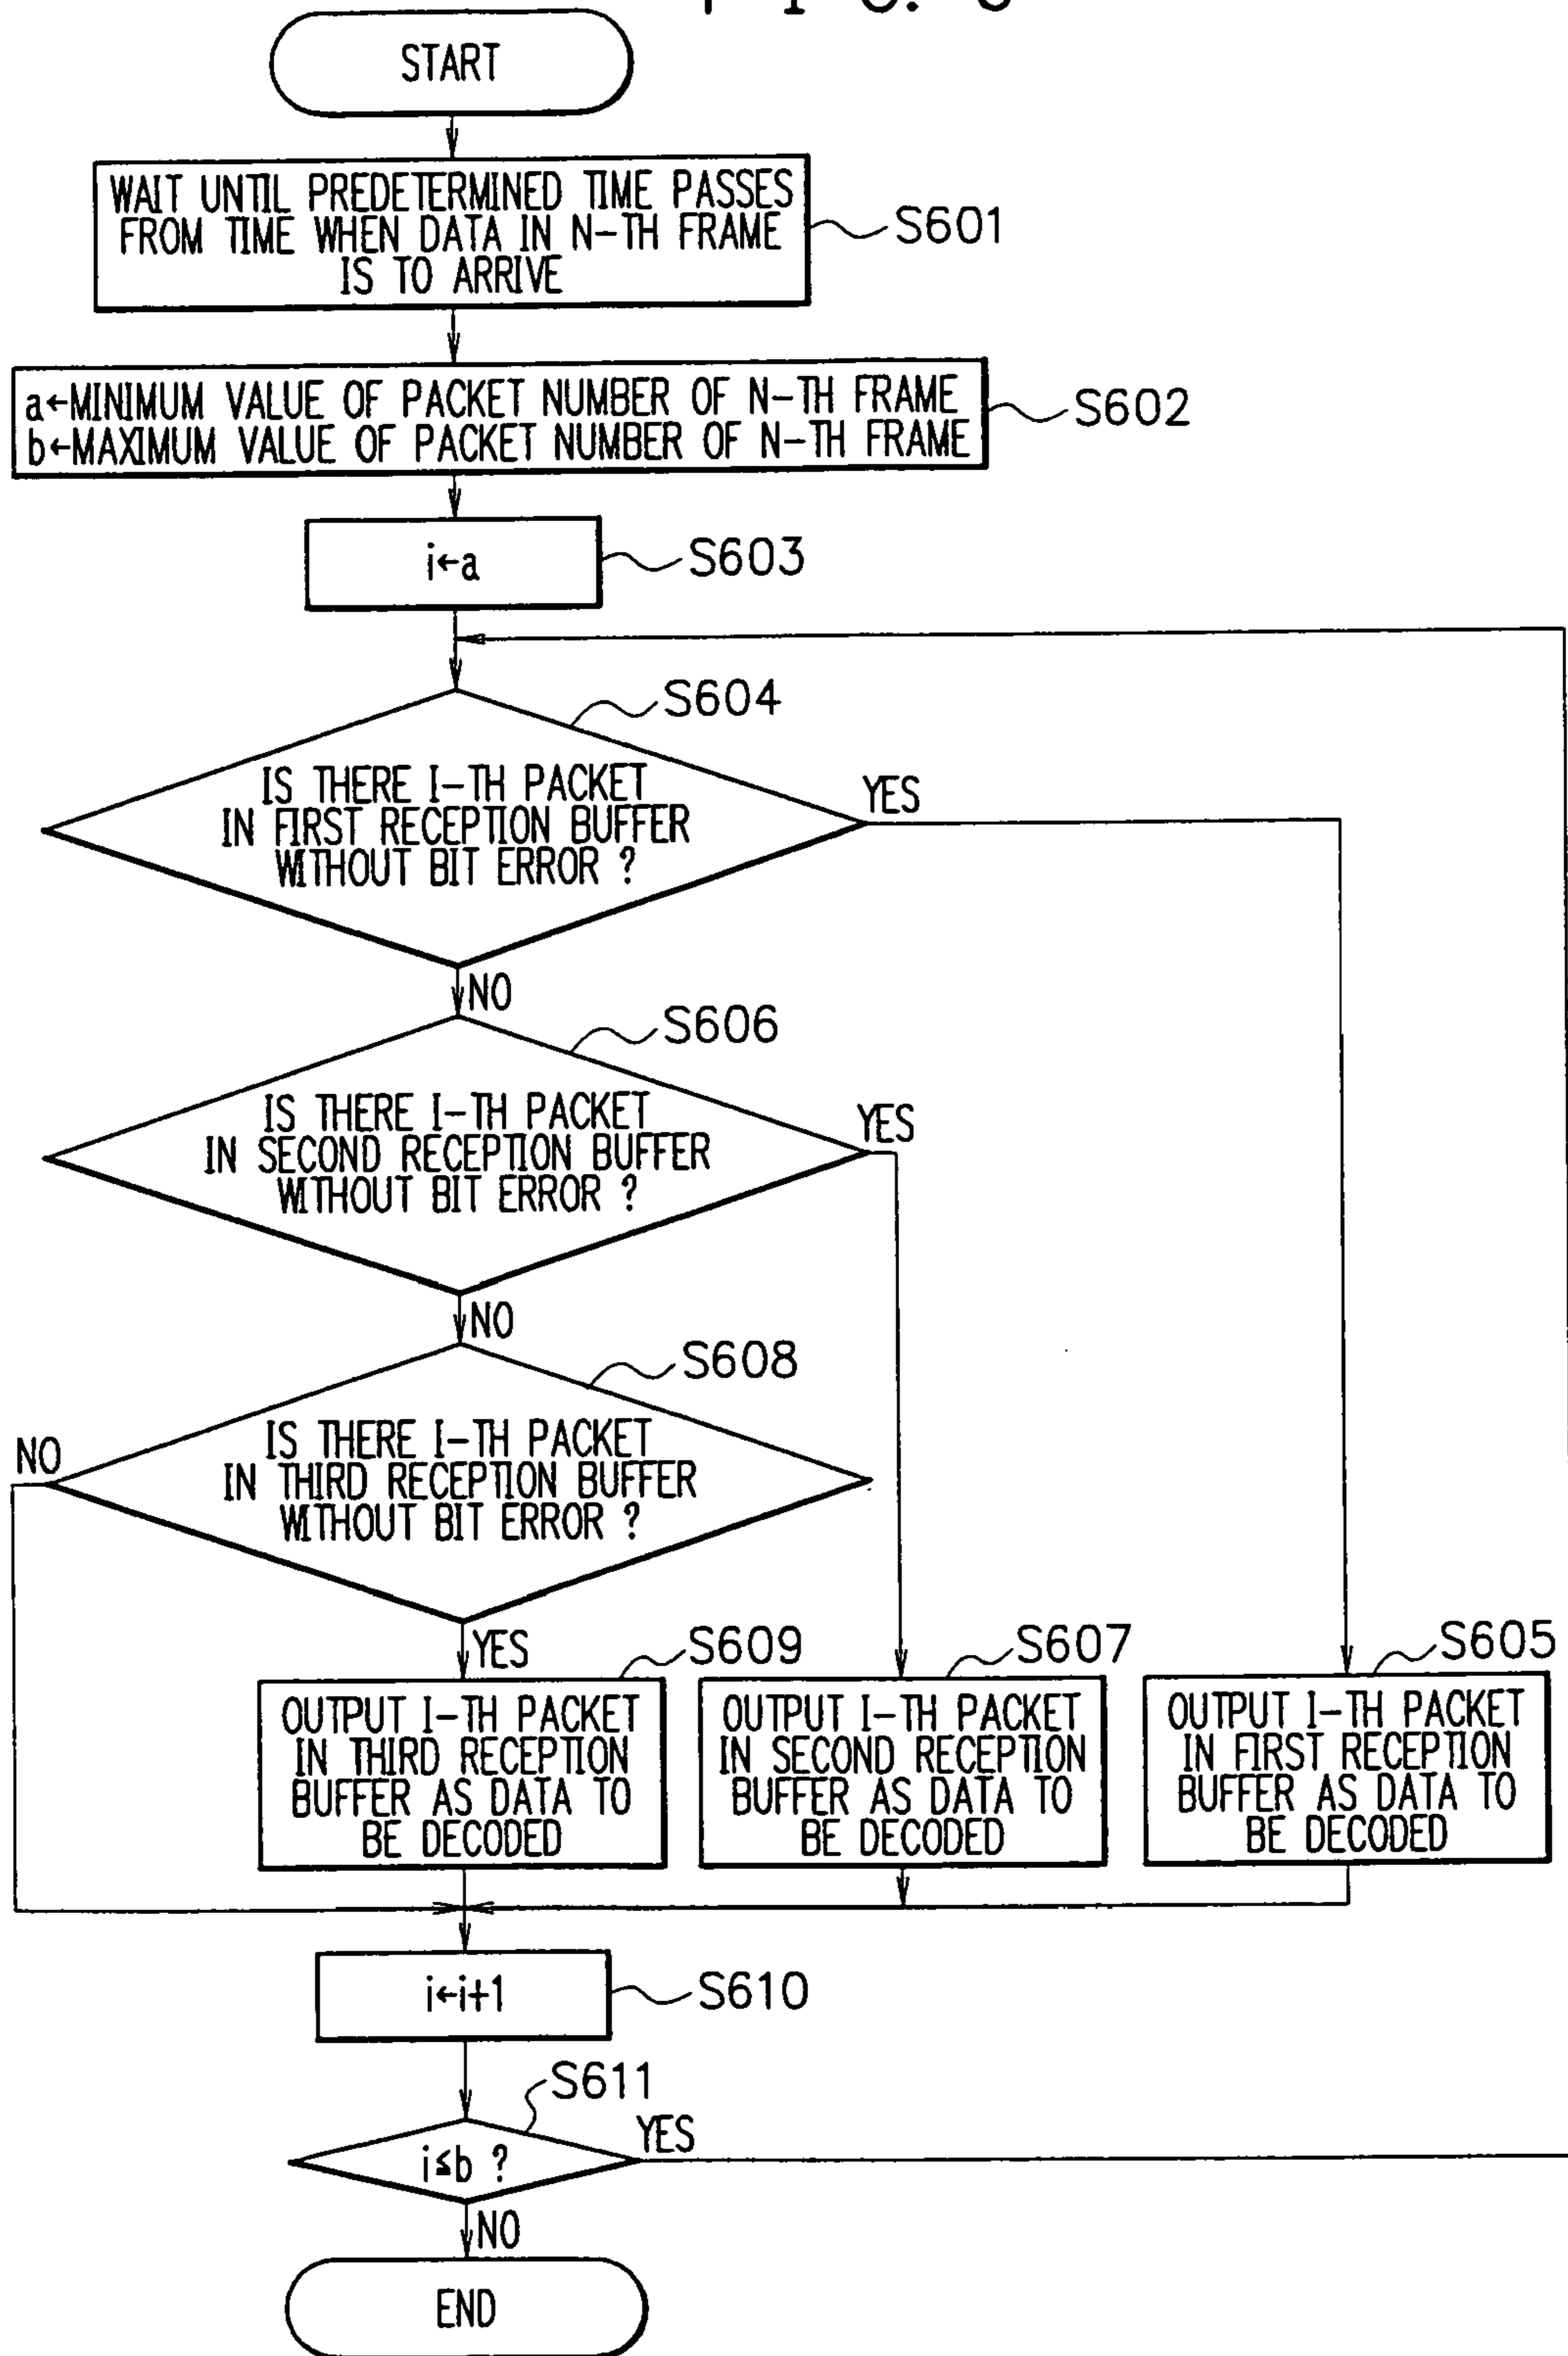 START
WAIT UNTIL PREDETERMINED TIME PASSES
FROM TIME WHEN DATA IN N-TH FRAME
IS TO ARRIVE
S601
a←MINIMUM VALUE OF PACKET NUMBER OF N-TH FRAME
b←MAXIMUM VALUE OF PACKET NUMBER OF N-TH FRAME
S602
i←a
S603
S604
IS THERE I-TH PACKET
IN FIRST RECEPTION BUFFER
WITHOUT BIT ERROR ?
YES
NO
S606
IS THERE I-TH PACKET
IN SECOND RECEPTION BUFFER
WITHOUT BIT ERROR ?
YES
NO
S608
IS THERE I-TH PACKET
IN THIRD RECEPTION BUFFER
WITHOUT BIT ERROR ?
NO
YES
S609
OUTPUT I-TH PACKET
IN THIRD RECEPTION
BUFFER AS DATA TO
BE DECODED
S607
OUTPUT I-TH PACKET
IN SECOND RECEPTION
BUFFER AS DATA TO
BE DECODED
S605
OUTPUT I-TH PACKET
IN FIRST RECEPTION
BUFFER AS DATA TO
BE DECODED
i←i+1
S610
S611
i≤b ?
YES
NO
END